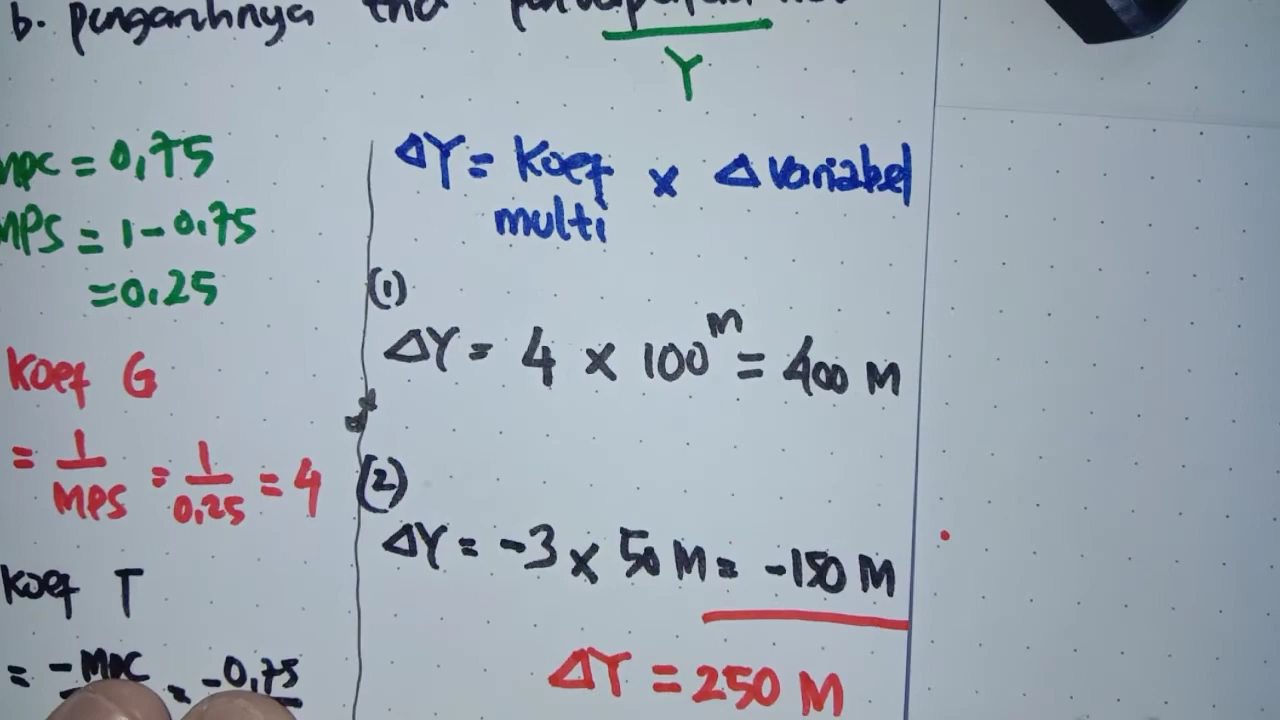 b. pengaruhnya thd
Y
MPC = 0,75
MPS = 1 - 0.75
= 0.25
Koef G
= 1/MPS = 1/0.25 = 4
Koef T
= -MPC = -0,75
ΔY = Koef multi x Δ variabel
(1)
ΔY = 4 x 100 M = 400 M
(2)
ΔY = -3 x 50 M = -150 M
ΔY = 250 M